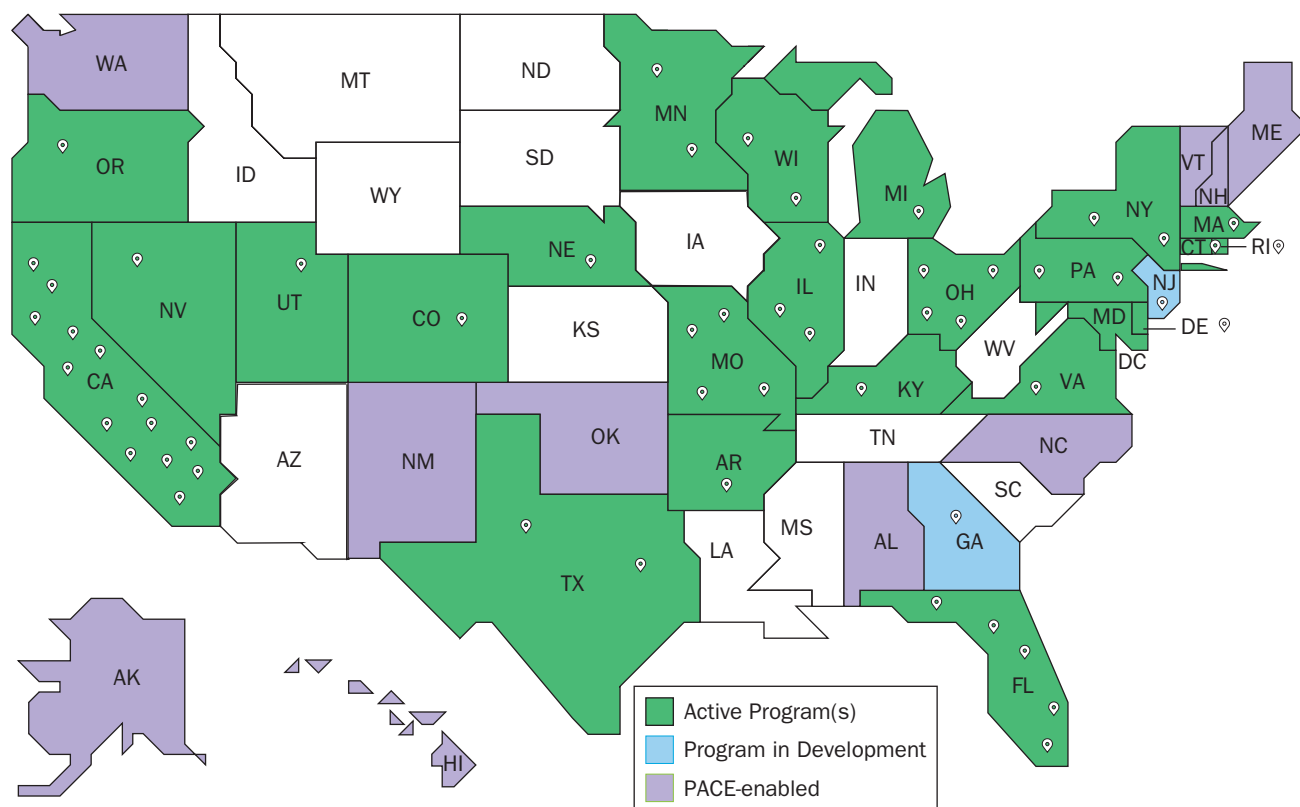 WA
MT
ND
MN
OR
ID
SD
WI
MI
WY
VT
ME
NH
NY
MA
CT
RI
NE
IA
NV
UT
CO
KS
MO
IL
IN
OH
PA
NJ
MD
DE
DC
WV
VA
KY
CA
AZ
NM
OK
AR
TN
NC
SC
TX
LA
MS
AL
GA
FL
AK
HI
Active Program(s)
Program in Development
PACE-enabled